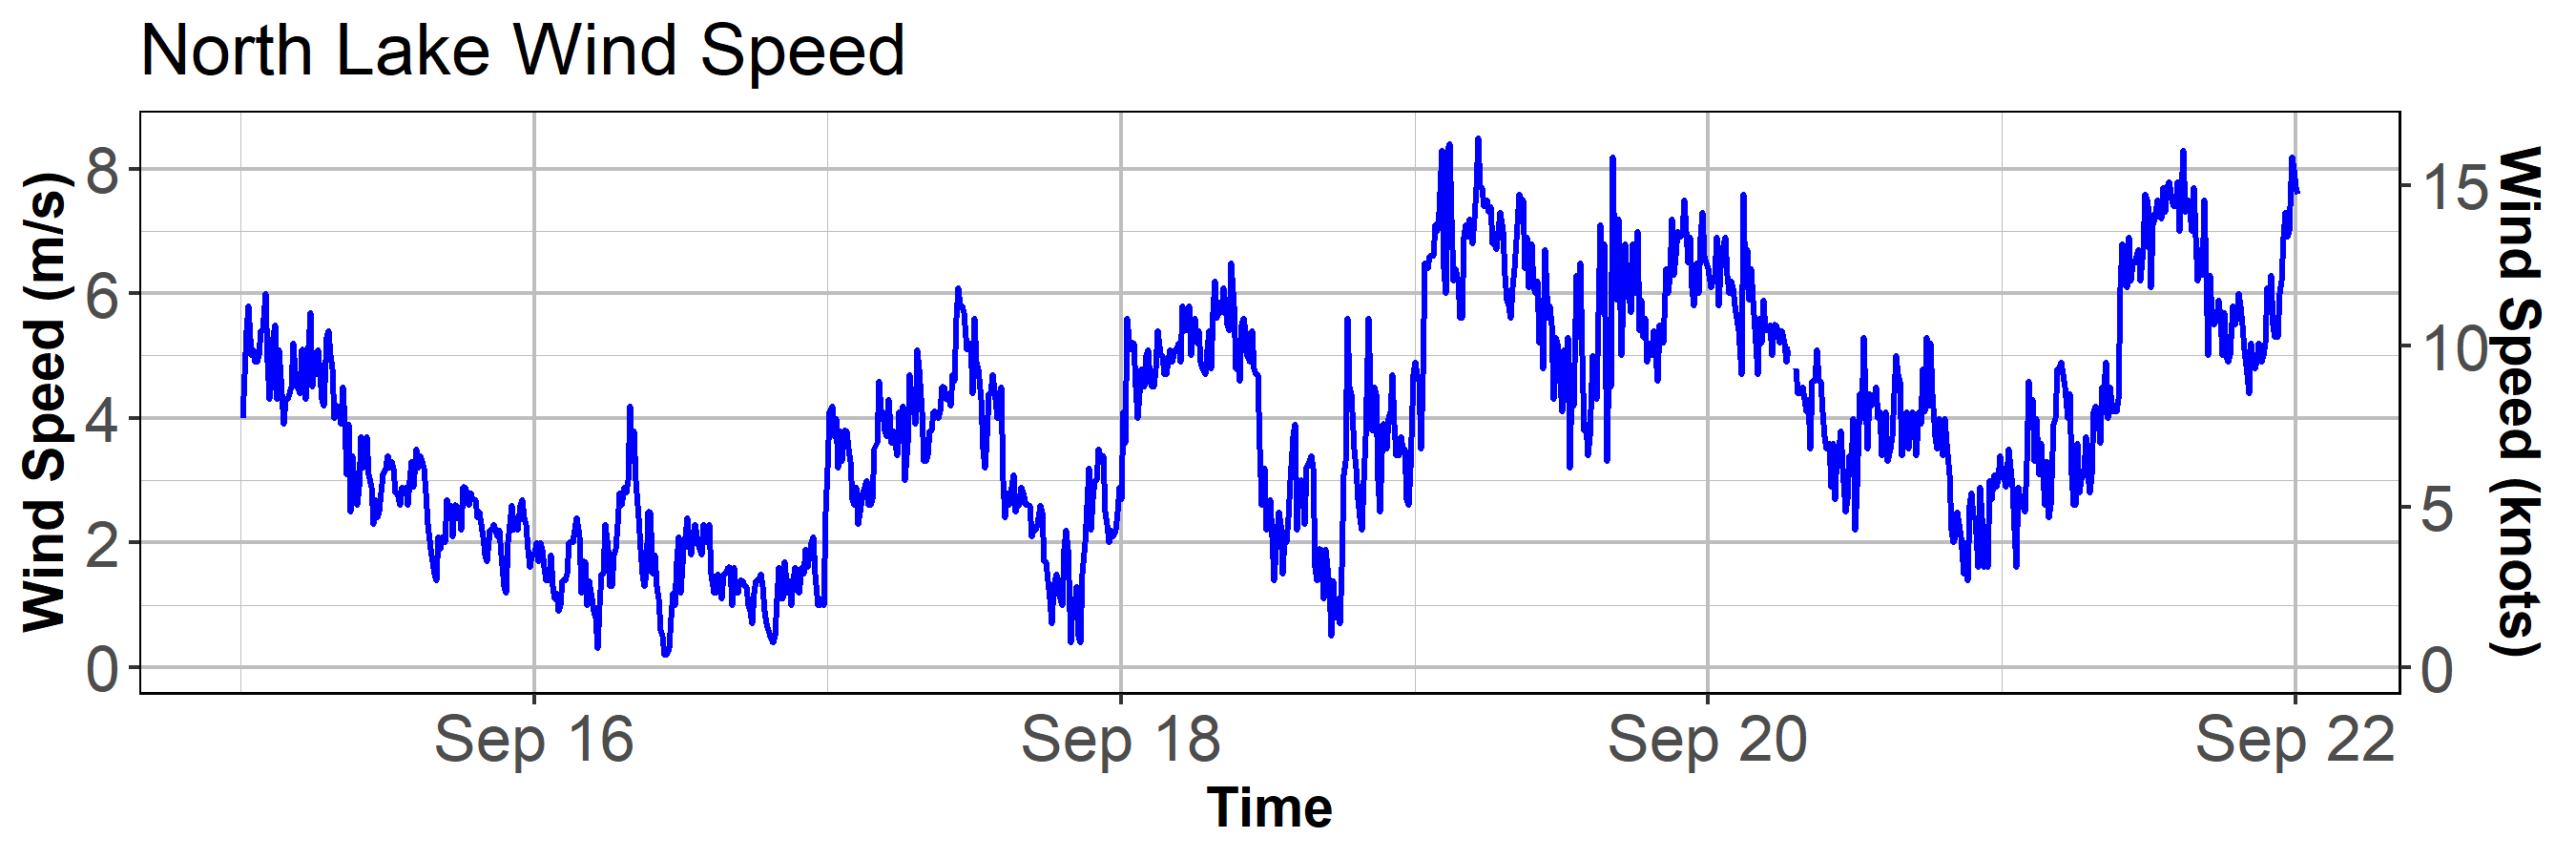 North Lake Wind Speed
Wind Speed (m/s)
8
6
4
2
0
15
10
5
0
Wind Speed (knots)
Sep 16 Sep 18 Sep 20 Sep 22
Time